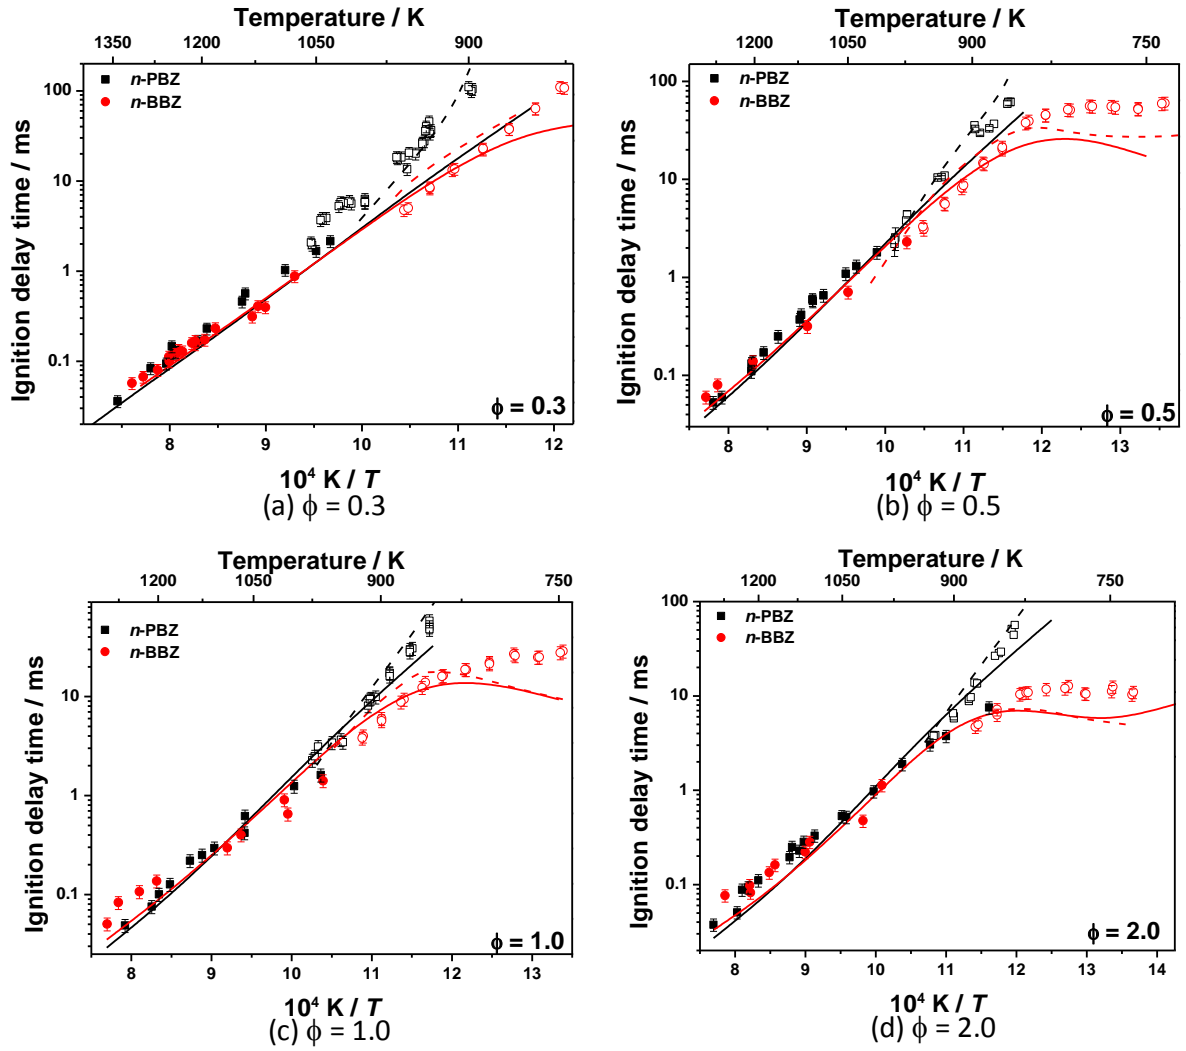 Temperature / K
1350 1200 1050 900
100
10
1
0.1
Ignition delay time / ms
n-PBZ
n-BBZ
ϕ = 0.3
8 9 10 11 12
10⁴ K / T
(a) ϕ = 0.3
Temperature / K
1200 1050 900 750
100
10
1
0.1
Ignition delay time / ms
n-PBZ
n-BBZ
ϕ = 0.5
8 9 10 11 12 13
10⁴ K / T
(b) ϕ = 0.5
Temperature / K
1200 1050 900 750
10
1
0.1
Ignition delay time / ms
n-PBZ
n-BBZ
ϕ = 1.0
8 9 10 11 12 13
10⁴ K / T
(c) ϕ = 1.0
Temperature / K
1200 1050 900 750
100
10
1
0.1
Ignition delay time / ms
n-PBZ
n-BBZ
ϕ = 2.0
8 9 10 11 12 13 14
10⁴ K / T
(d) ϕ = 2.0